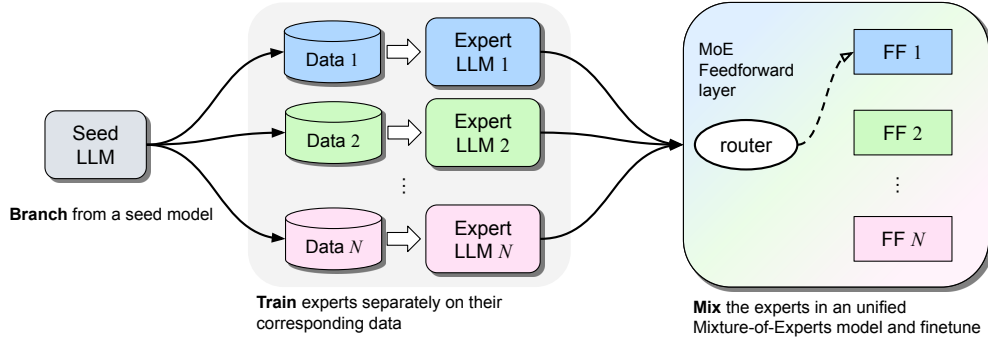 Seed
LLM
Branch from a seed model
Data 1
Expert
LLM 1
Data 2
Expert
LLM 2
⋮
Data N
Expert
LLM N
Train experts separately on their
corresponding data
MoE
Feedforward
layer
router
FF 1
FF 2
⋮
FF N
Mix the experts in an unified
Mixture-of-Experts model and finetune